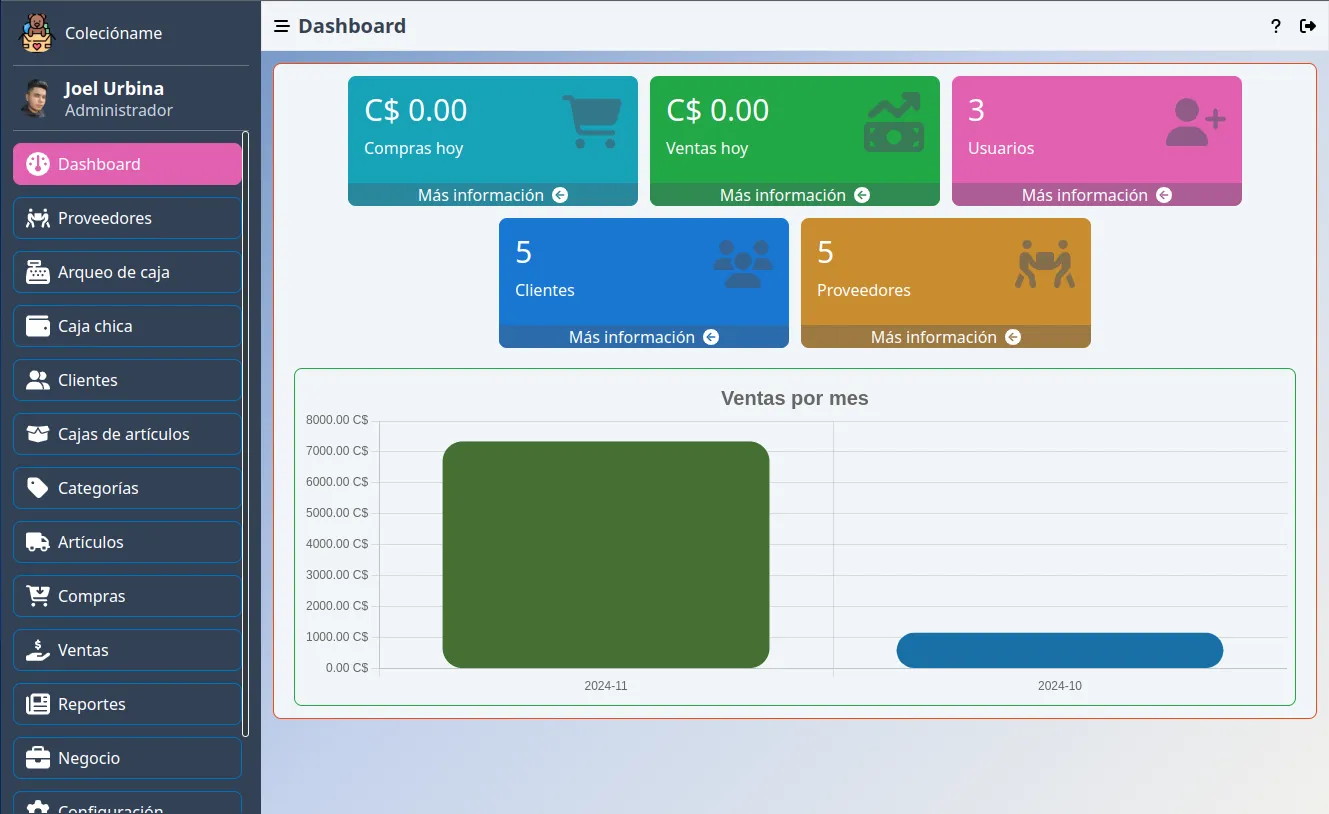 Coleccióname
Joel Urbina
Administrador
Dashboard
Proveedores
Arqueo de caja
Caja chica
Clientes
Cajas de artículos
Categorías
Artículos
Compras
Ventas
Reportes
Negocio
Configuración
Dashboard
?
C$ 0.00
Compras hoy
Más información
C$ 0.00
Ventas hoy
Más información
3
Usuarios
Más información
5
Clientes
Más información
5
Proveedores
Más información
Ventas por mes
8000.00 C$
7000.00 C$
6000.00 C$
5000.00 C$
4000.00 C$
3000.00 C$
2000.00 C$
1000.00 C$
0.00 C$
2024-11
2024-10